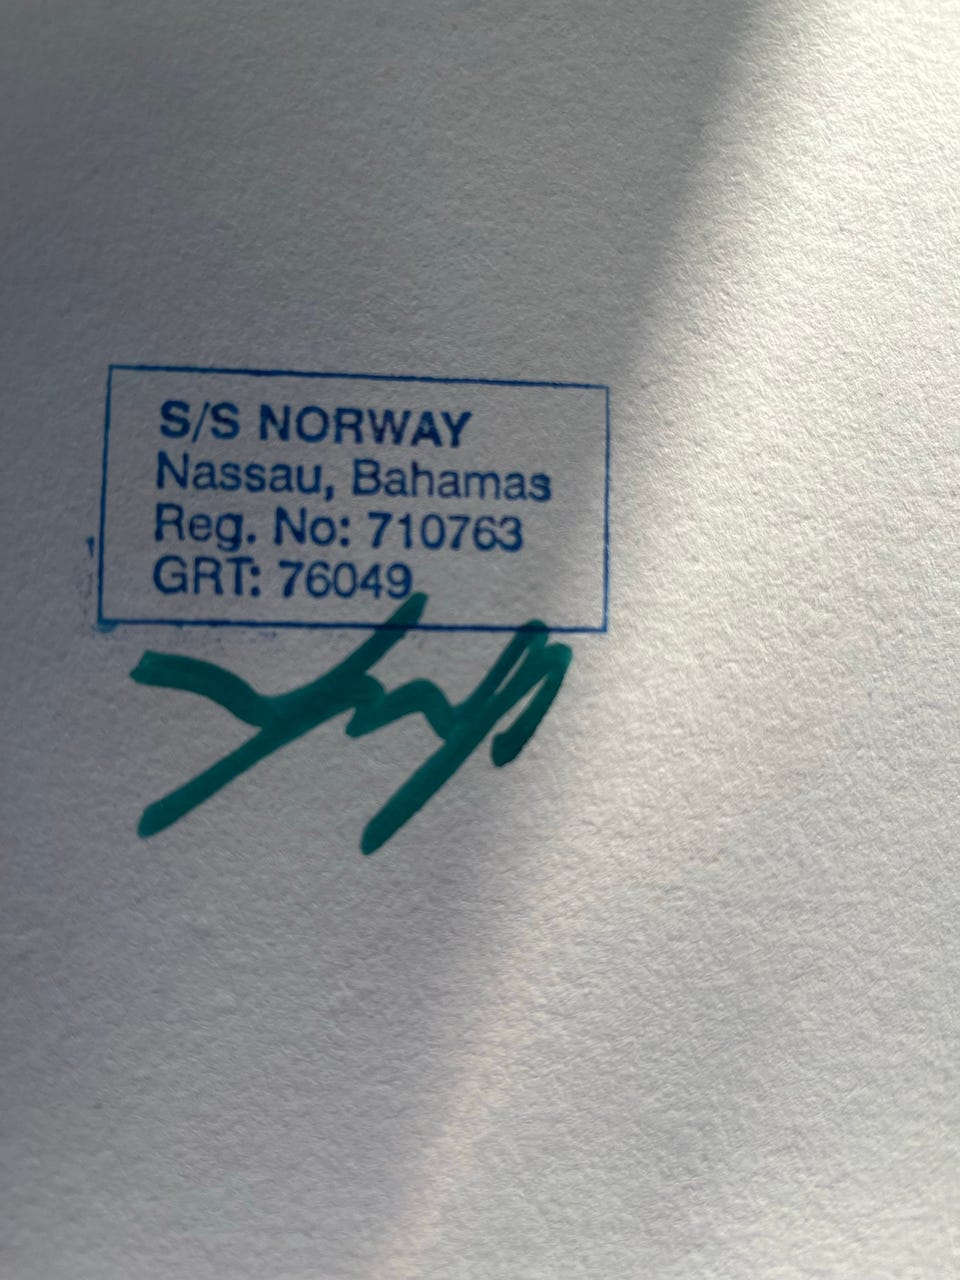 S/S NORWAY
Nassau, Bahamas
Reg. No: 710763
GRT: 76049